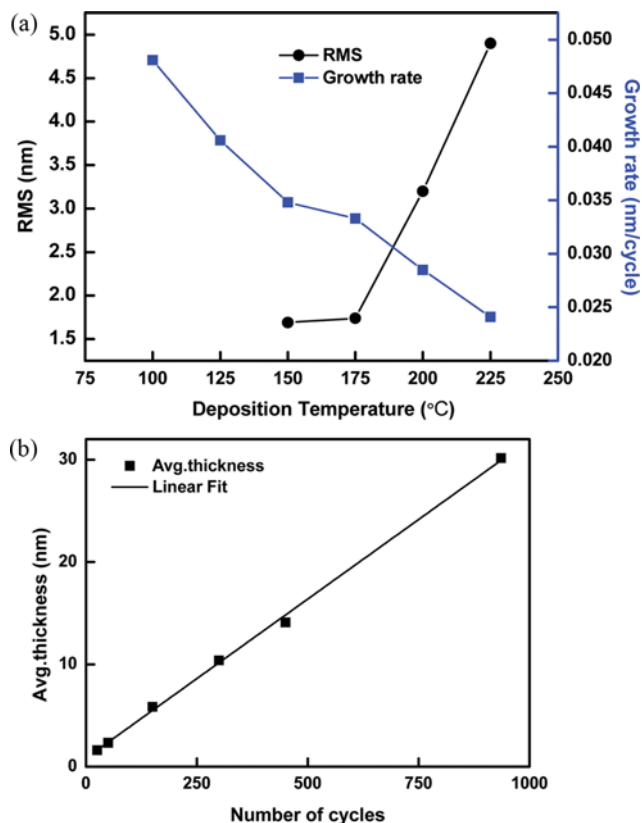 (a)
RMS
Growth rate
5.0
4.5
4.0
3.5
3.0
2.5
2.0
1.5
RMS (nm)
0.050
0.045
0.040
0.035
0.030
0.025
0.020
Growth rate (nm/cycle)
75 100 125 150 175 200 225 250
Deposition Temperature (°C)
(b)
Avg.thickness
Linear Fit
30
20
10
0
Avg.thickness (nm)
0 250 500 750 1000
Number of cycles